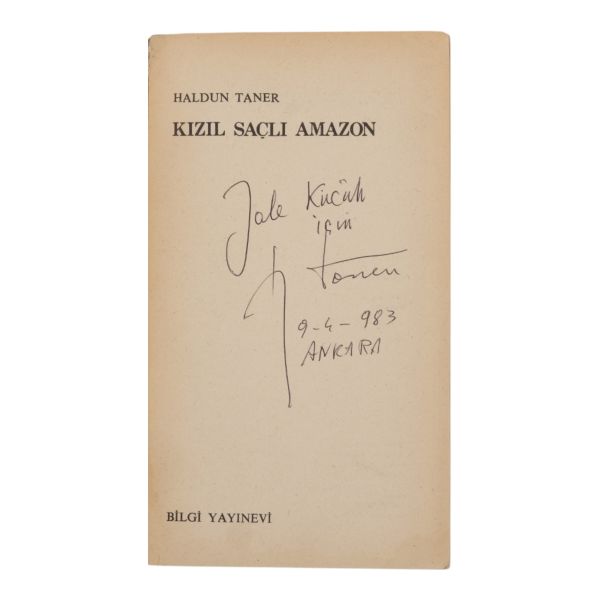 HALDUN TANER
KIZIL SAÇLI AMAZON
Jale Küçük
için
H Taner
9-4-983
ANKARA
BİLGİ YAYINEVİ